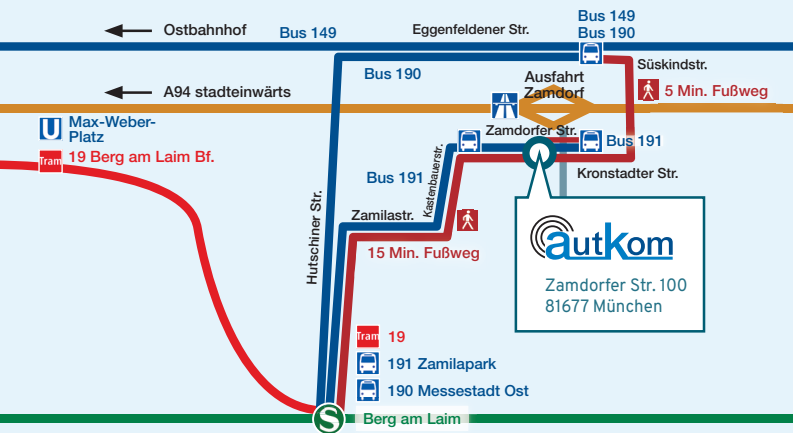 Ostbahnhof
Bus 149
Eggenfeldener Str.
Bus 149
Bus 190
Bus 190
Süskindstr.
A94 stadteinwärts
Ausfahrt
Zamdorf
5 Min. Fußweg
U
Max-Weber-
Platz
Tram
19 Berg am Laim Bf.
Zamdorfer Str.
Bus 191
Kastenbauerstr.
Bus 191
Kronstadter Str.
Hutschiner Str.
Zamilastr.
15 Min. Fußweg
autkom
Zamdorfer Str. 100
81677 München
Tram
19
191 Zamilapark
190 Messestadt Ost
S
Berg am Laim